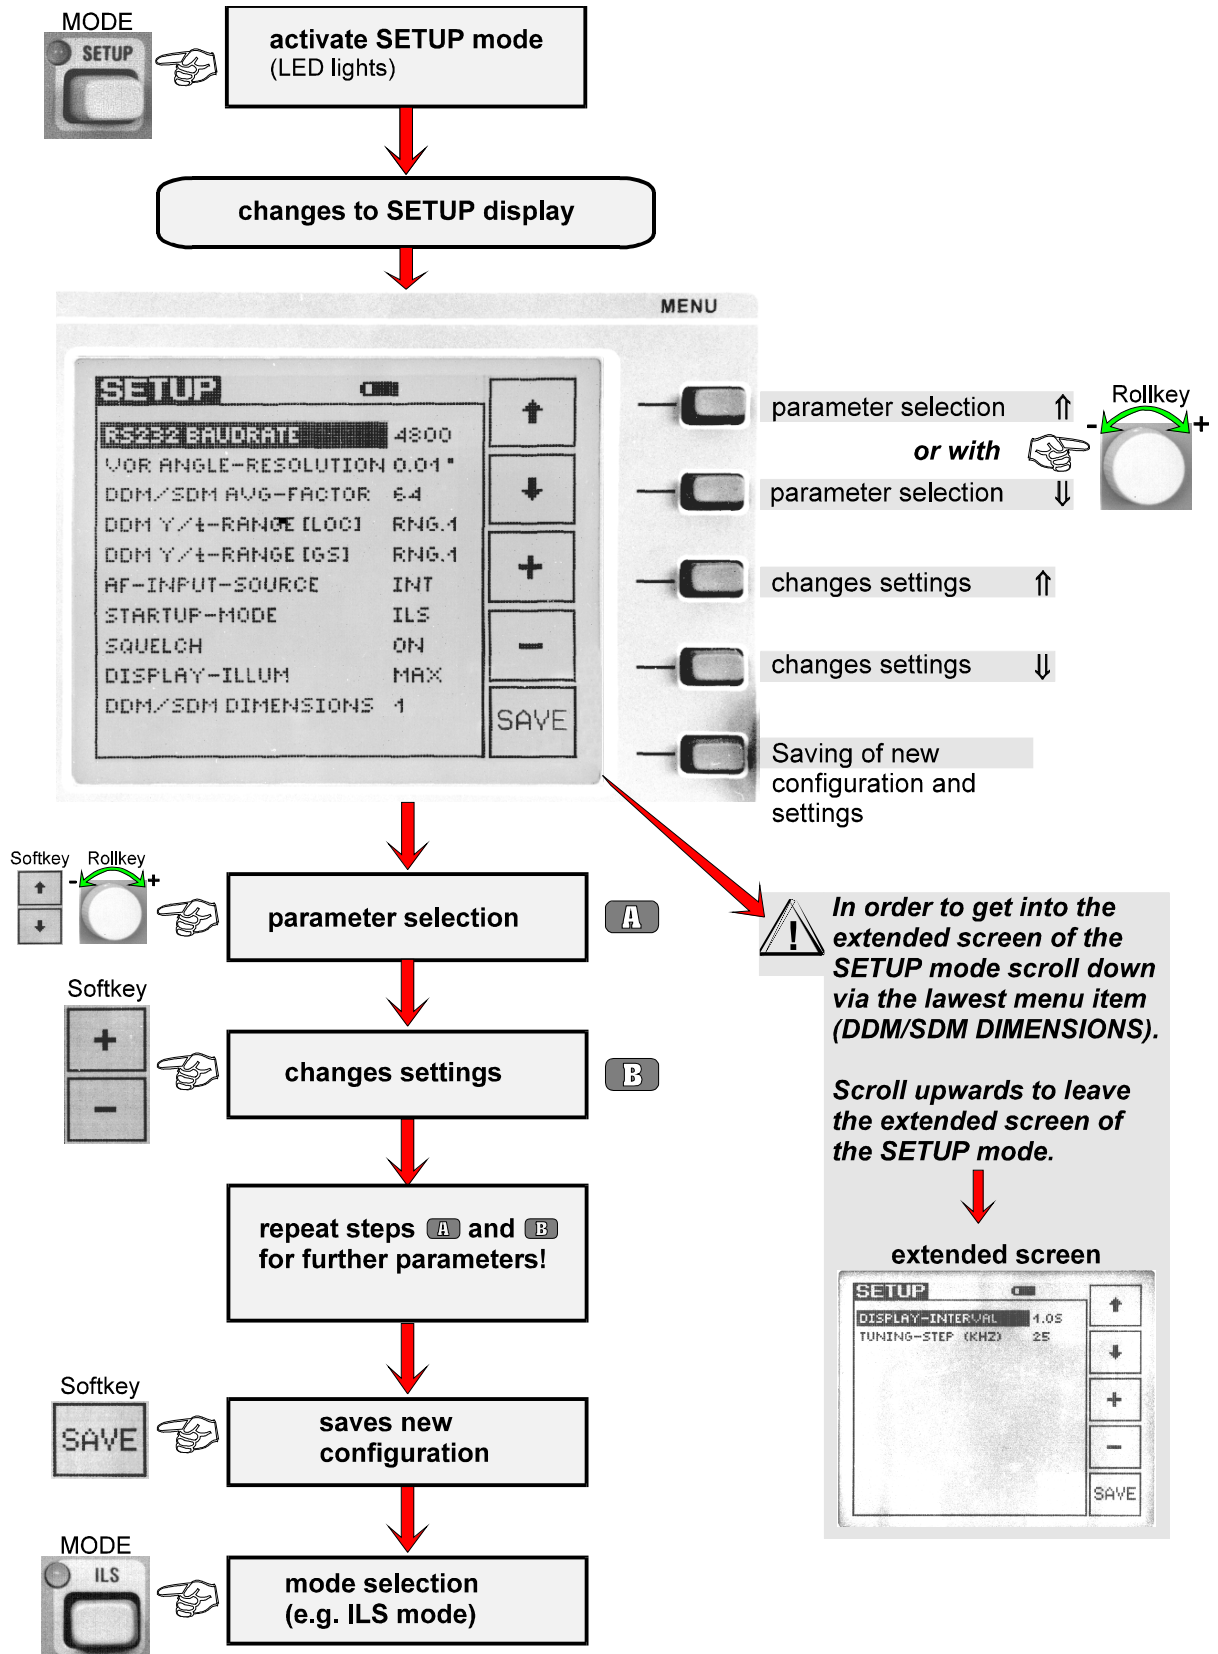 MODE
SETUP
activate SETUP mode
(LED lights)
changes to SETUP display
MENU
SETUP
RS232 BAUDRATE 4800
VOR ANGLE-RESOLUTION 0.01°
DDM/SDM AVG-FACTOR 64
DDM Y/t-RANGE [LOC] RNG.1
DDM Y/t-RANGE [GS] RNG.1
AF-INPUT-SOURCE INT
STARTUP-MODE ILS
SQUELCH ON
DISPLAY-ILLUM MAX
DDM/SDM DIMENSIONS 1
↑
↓
+
−
SAVE
parameter selection ⇑
or with
parameter selection ⇓
Rollkey
- +
changes settings ⇑
changes settings ⇓
Saving of new
configuration and
settings
Softkey Rollkey
- +
↑
↓
parameter selection A
Softkey
+
−
changes settings B
repeat steps A and B
for further parameters!
Softkey
SAVE
saves new
configuration
MODE
ILS
mode selection
(e.g. ILS mode)
!
In order to get into the
extended screen of the
SETUP mode scroll down
via the lawest menu item
(DDM/SDM DIMENSIONS).
Scroll upwards to leave
the extended screen of
the SETUP mode.
extended screen
SETUP
DISPLAY-INTERVAL 1.0S
TUNING-STEP (KHZ) 25
↑
↓
+
−
SAVE